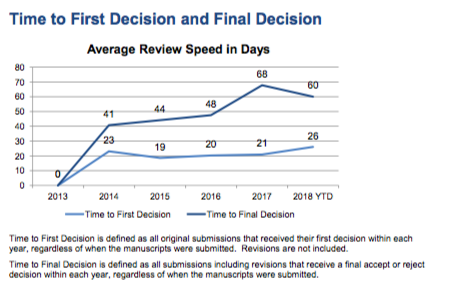 Time to First Decision and Final Decision
Average Review Speed in Days
80
70
60
50
40
30
20
10
0
0
41
23
44
19
48
20
68
21
60
26
2013 2014 2015 2016 2017 2018 YTD
Time to First Decision Time to Final Decision
Time to First Decision is defined as all original submissions that received their first decision within each
year, regardless of when the manuscripts were submitted. Revisions are not included.
Time to Final Decision is defined as all submissions including revisions that receive a final accept or reject
decision within each year, regardless of when the manuscripts were submitted.